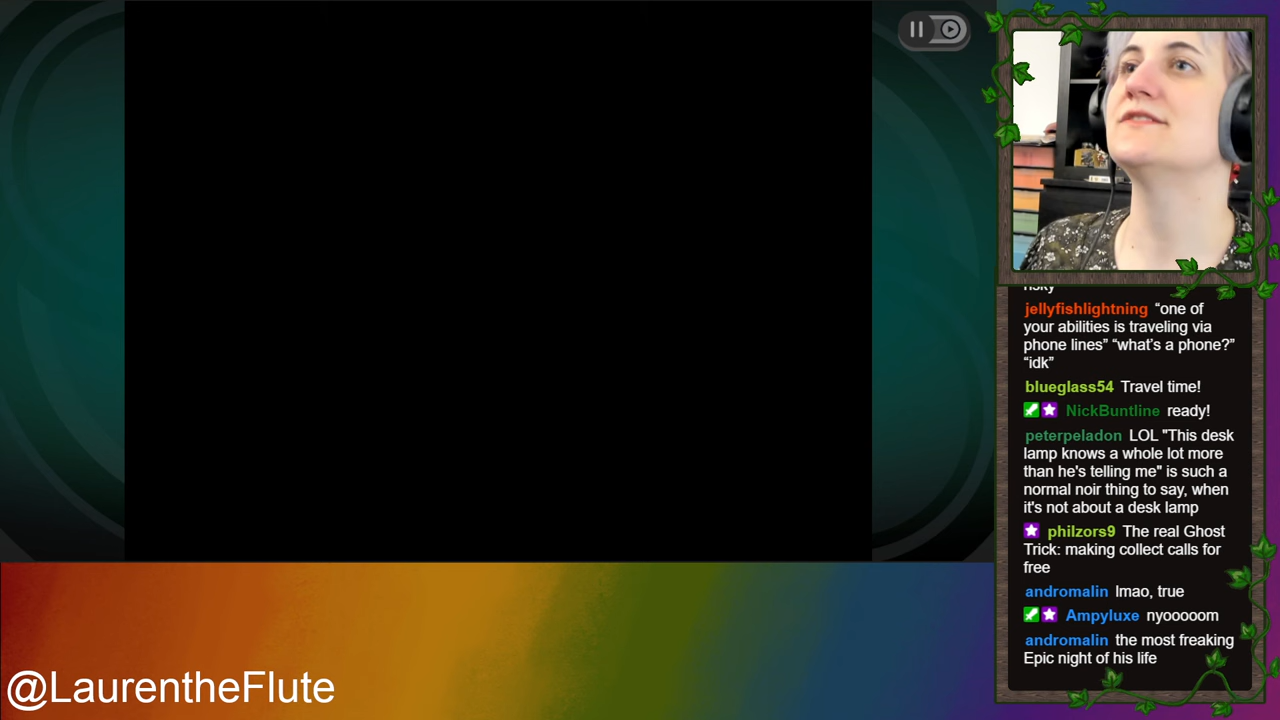 risky
jellyfishlightning “one of
your abilities is traveling via
phone lines” “what’s a phone?”
“idk”
blueglass54 Travel time!
NickBuntline ready!
peterpeladon LOL "This desk
lamp knows a whole lot more
than he's telling me" is such a
normal noir thing to say, when
it's not about a desk lamp
philzors9 The real Ghost
Trick: making collect calls for
free
andromalin lmao, true
Ampyluxe nyooooom
andromalin the most freaking
Epic night of his life
@LaurentheFlute